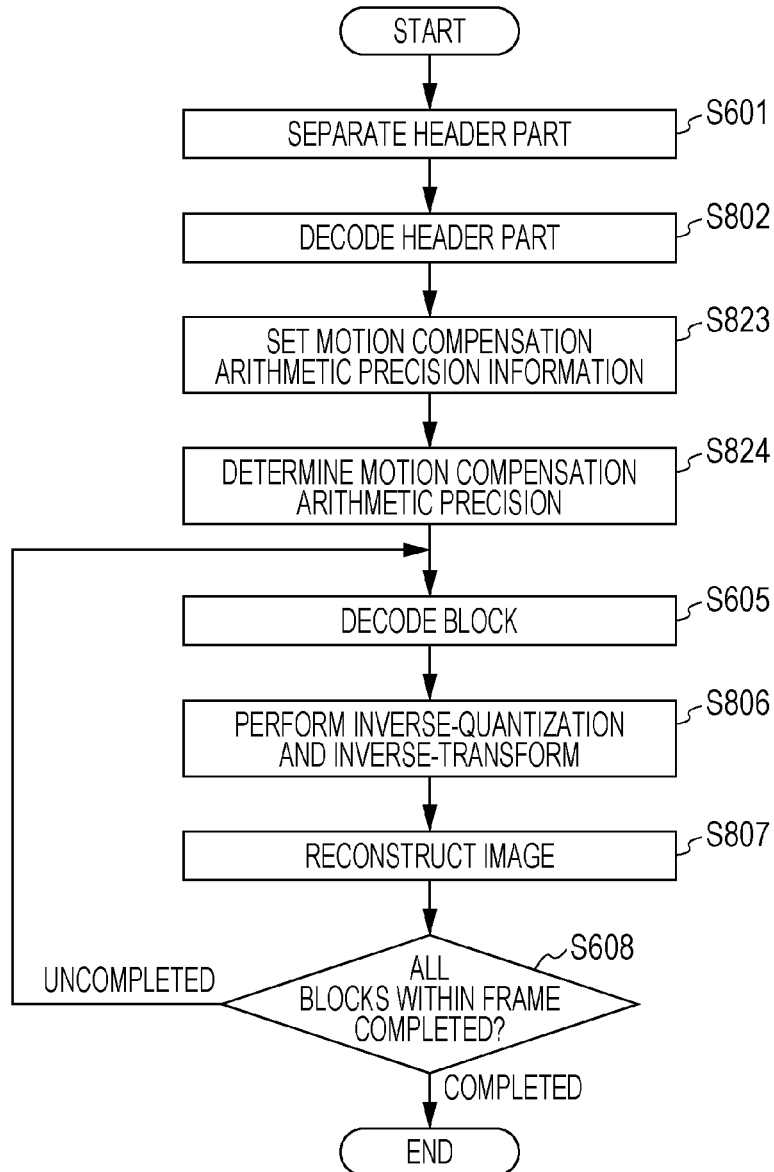 START
S601
SEPARATE HEADER PART
S802
DECODE HEADER PART
S823
SET MOTION COMPENSATION
ARITHMETIC PRECISION INFORMATION
S824
DETERMINE MOTION COMPENSATION
ARITHMETIC PRECISION
S605
DECODE BLOCK
S806
PERFORM INVERSE-QUANTIZATION
AND INVERSE-TRANSFORM
S807
RECONSTRUCT IMAGE
S608
UNCOMPLETED
ALL
BLOCKS WITHIN FRAME
COMPLETED?
COMPLETED
END